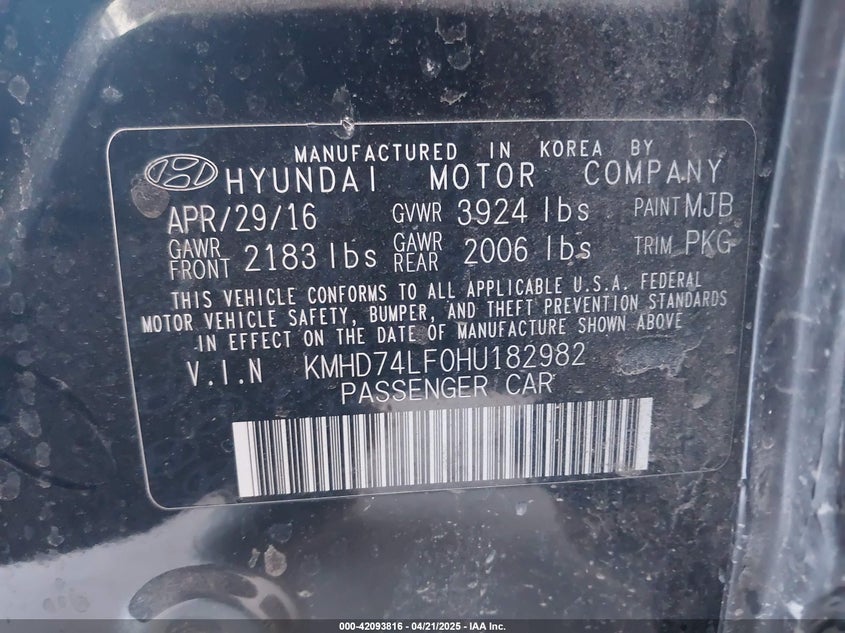 MANUFACTURED IN KOREA BY
HYUNDAI MOTOR COMPANY
APR/29/16 GVWR 3924 lbs PAINT MJB
GAWR FRONT 2183 lbs GAWR REAR 2006 lbs TRIM PKG
THIS VEHICLE CONFORMS TO ALL APPLICABLE U.S.A. FEDERAL
MOTOR VEHICLE SAFETY, BUMPER, AND THEFT PREVENTION STANDARDS
IN EFFECT ON THE DATE OF MANUFACTURE SHOWN ABOVE
V.I.N KMHD74LF0HU182982
PASSENGER CAR
000-42093816 - 04/21/2025 - IAA Inc.